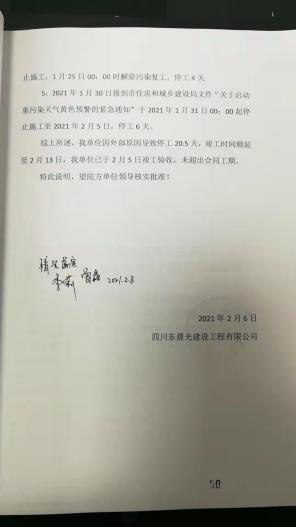 止施工，1月25日00：00时解除污染复工，停工4天
5：2021年1月30日接到市住房和城乡建设局文件“关于启动
重污染天气黄色预警的紧急通知”于2021年1月31日00：00起停
止施工至2021年2月5日，停工6天。
综上所述，我单位因外部原因导致停工20.5天，竣工时间顺延
至2月13日，我单位已于2月5日竣工验收，未超出合同工期。
特此说明，望院方单位领导核实批准！
情况属实
李莉 2021.2.8
2021年2月6日
四川东晨光建设工程有限公司
50